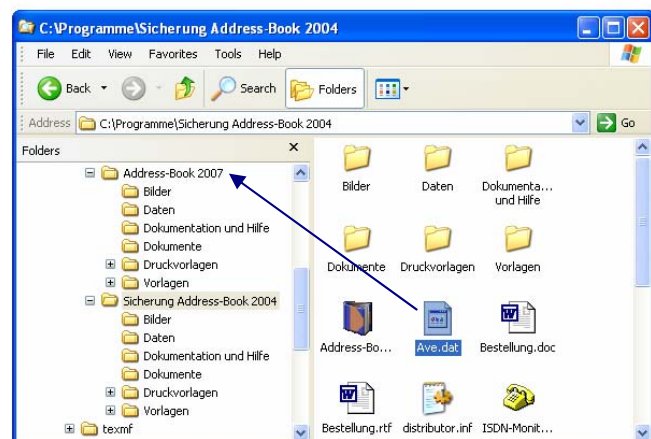 C:\Programme\Sicherung Address-Book 2004
File Edit View Favorites Tools Help
Back Search Folders
Address C:\Programme\Sicherung Address-Book 2004 Go
Folders
Address-Book 2007
Bilder
Daten
Dokumentation und Hilfe
Dokumente
Druckvorlagen
Vorlagen
Sicherung Address-Book 2004
Bilder
Daten
Dokumentation und Hilfe
Dokumente
Druckvorlagen
Vorlagen
texmf
Bilder Daten Dokumenta...
und Hilfe
Dokumente Druckvorlagen Vorlagen
Address-Bo... Ave.dat Bestellung.doc
Bestellung.rtf distributor.inf ISDN-Monit...